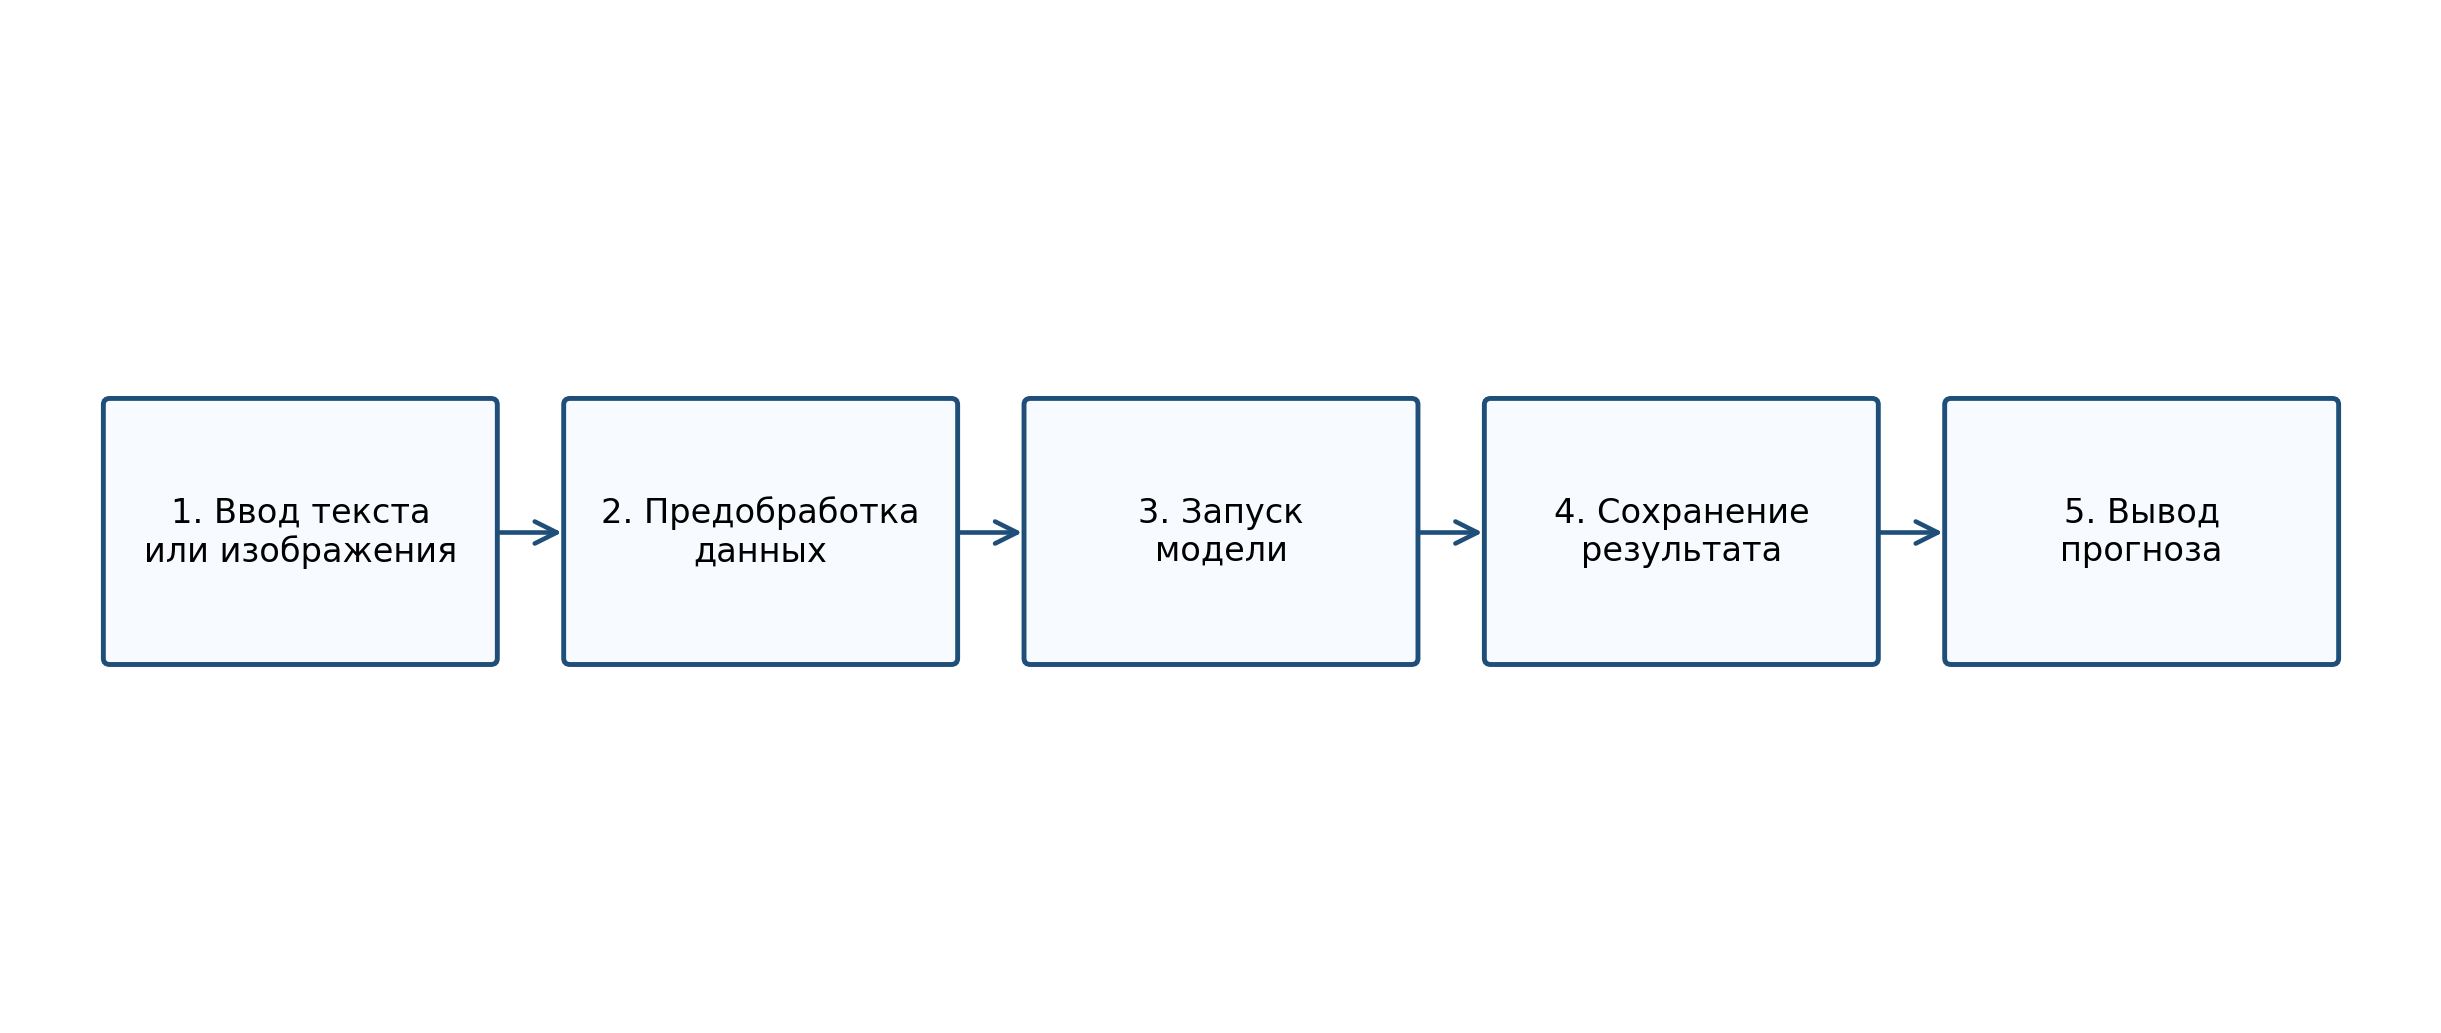 1. Ввод текста
или изображения
2. Предобработка
данных
3. Запуск
модели
4. Сохранение
результата
5. Вывод
прогноза